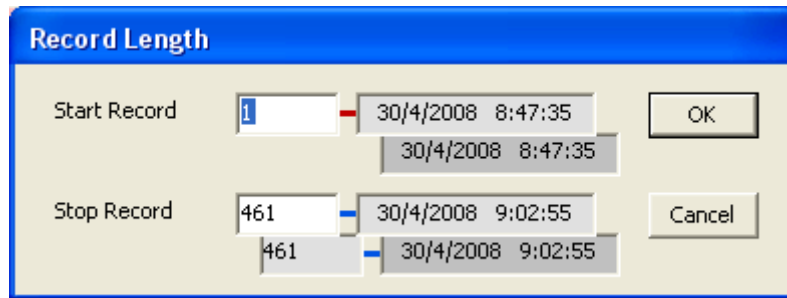 Record Length
Start Record 1 30/4/2008 8:47:35 OK
30/4/2008 8:47:35
Stop Record 461 30/4/2008 9:02:55 Cancel
461 30/4/2008 9:02:55